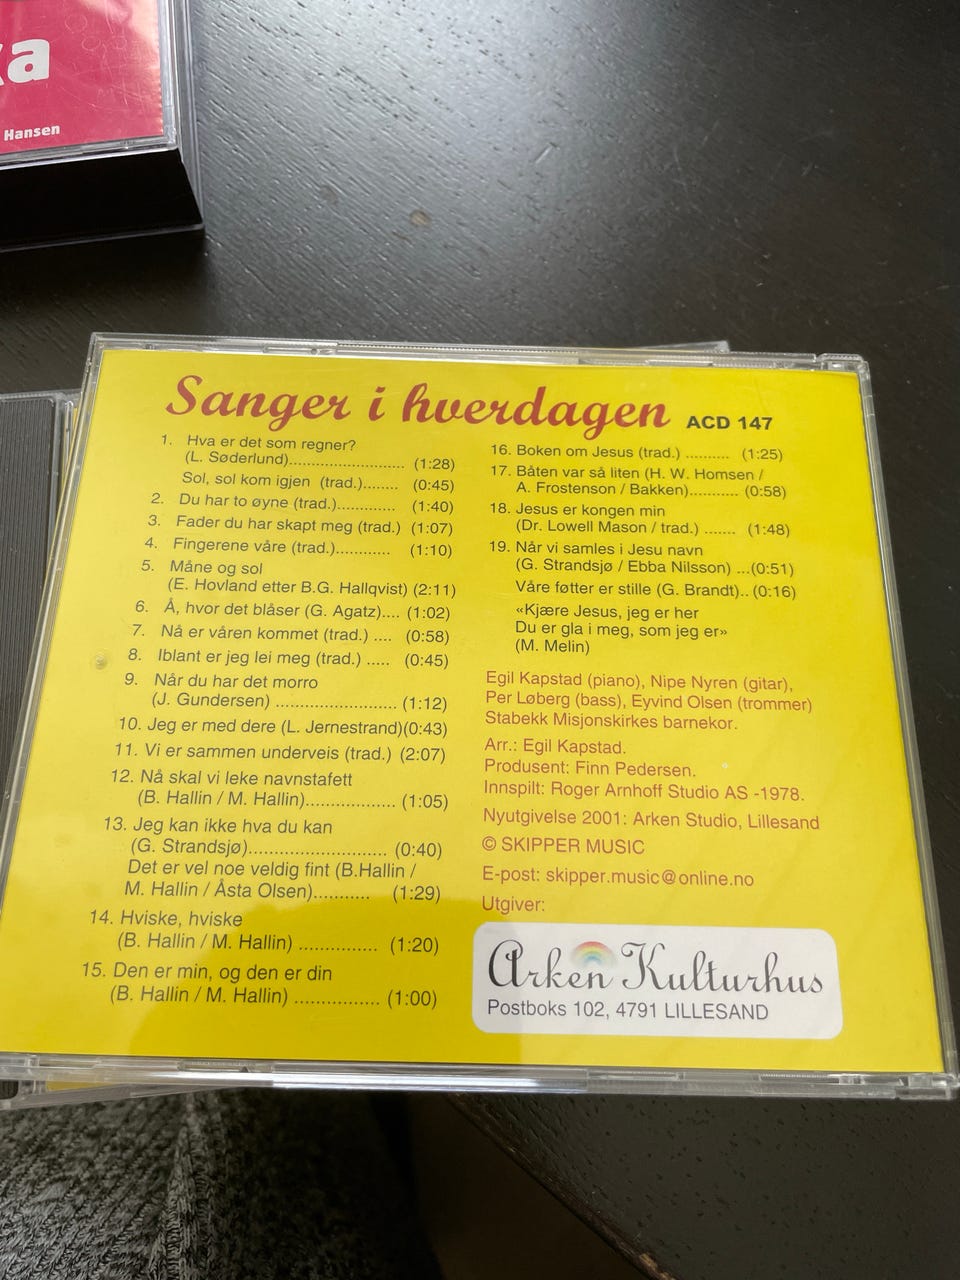 a
Hansen
Sanger i hverdagen ACD 147
1. Hva er det som regner?
(L. Søderlund)............................ (1:28)
Sol, sol kom igjen (trad.)........ (0:45)
2. Du har to øyne (trad.).............. (1:40)
3. Fader du har skapt meg (trad.) (1:07)
4. Fingerene våre (trad.)............ (1:10)
5. Måne og sol
(E. Hovland etter B.G. Hallqvist) (2:11)
6. Å, hvor det blåser (G. Agatz).... (1:02)
7. Nå er våren kommet (trad.) .... (0:58)
8. Iblant er jeg lei meg (trad.) ..... (0:45)
9. Når du har det morro
(J. Gundersen) ............................. (1:12)
10. Jeg er med dere (L. Jernestrand)(0:43)
11. Vi er sammen underveis (trad.) (2:07)
12. Nå skal vi leke navnstafett
(B. Hallin / M. Hallin)................... (1:05)
13. Jeg kan ikke hva du kan
(G. Strandsjø)............................. (0:40)
Det er vel noe veldig fint (B.Hallin /
M. Hallin / Åsta Olsen)........... (1:29)
14. Hviske, hviske
(B. Hallin / M. Hallin) ................ (1:20)
15. Den er min, og den er din
(B. Hallin / M. Hallin) ................. (1:00)
16. Boken om Jesus (trad.) .......... (1:25)
17. Båten var så liten (H. W. Homsen /
A. Frostenson / Bakken)........... (0:58)
18. Jesus er kongen min
(Dr. Lowell Mason / trad.) ....... (1:48)
19. Når vi samles i Jesu navn
(G. Strandsjø / Ebba Nilsson) ...(0:51)
Våre føtter er stille (G. Brandt).. (0:16)
«Kjære Jesus, jeg er her
Du er gla i meg, som jeg er»
(M. Melin)
Egil Kapstad (piano), Nipe Nyren (gitar),
Per Løberg (bass), Eyvind Olsen (trommer)
Stabekk Misjonskirkes barnekor.
Arr.: Egil Kapstad.
Produsent: Finn Pedersen.
Innspilt: Roger Arnhoff Studio AS -1978.
Nyutgivelse 2001: Arken Studio, Lillesand
© SKIPPER MUSIC
E-post: skipper.music@online.no
Utgiver:
Arken Kulturhus
Postboks 102, 4791 LILLESAND